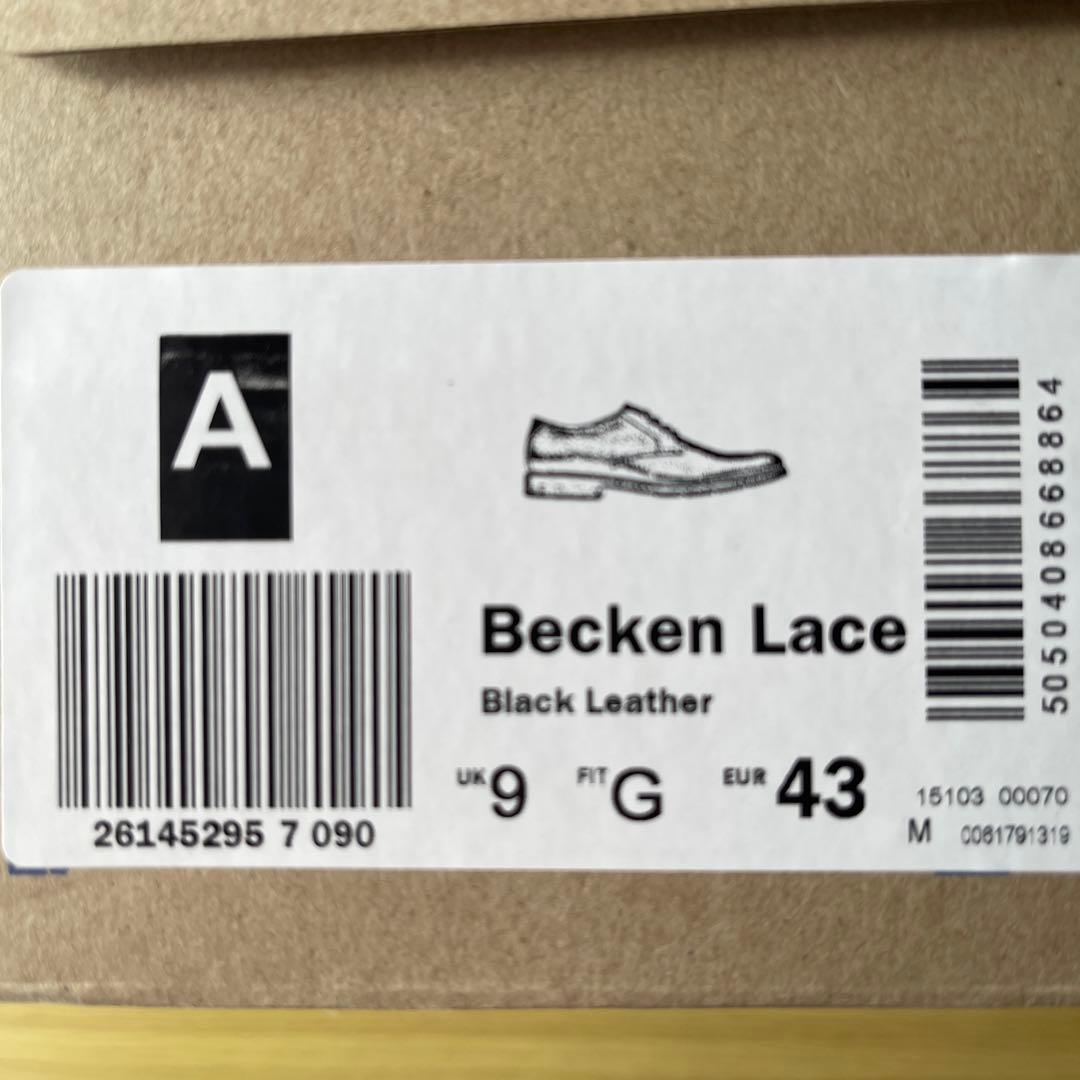 A
26145295 7 090
Becken Lace
Black Leather
UK 9 FIT G EUR 43
5050408668864
15103 00070
M 0061791319